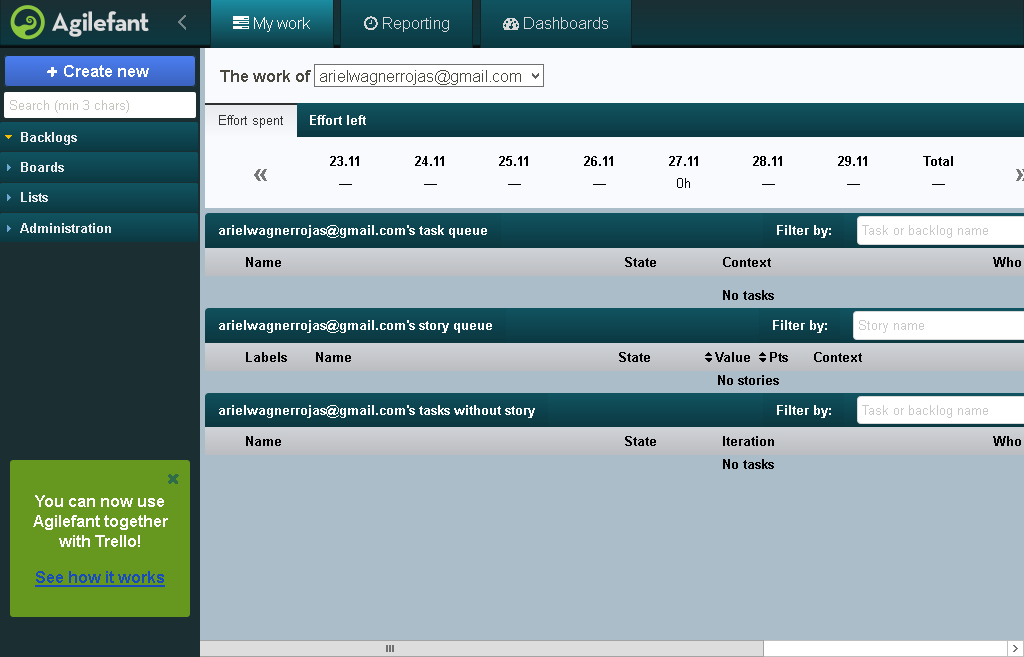 Agilefant My work Reporting Dashboards
+ Create new
Search (min 3 chars)
Backlogs
Boards
Lists
Administration
You can now use
Agilefant together
with Trello!
See how it works
The work of arielwagnerrojas@gmail.com
Effort spent Effort left
« 23.11 24.11 25.11 26.11 27.11 28.11 29.11 Total »
— — — — 0h — — —
arielwagnerrojas@gmail.com's task queue Filter by: Task or backlog name
Name State Context Who
No tasks
arielwagnerrojas@gmail.com's story queue Filter by: Story name
Labels Name State Value Pts Context
No stories
arielwagnerrojas@gmail.com's tasks without story Filter by: Task or backlog name
Name State Iteration Who
No tasks